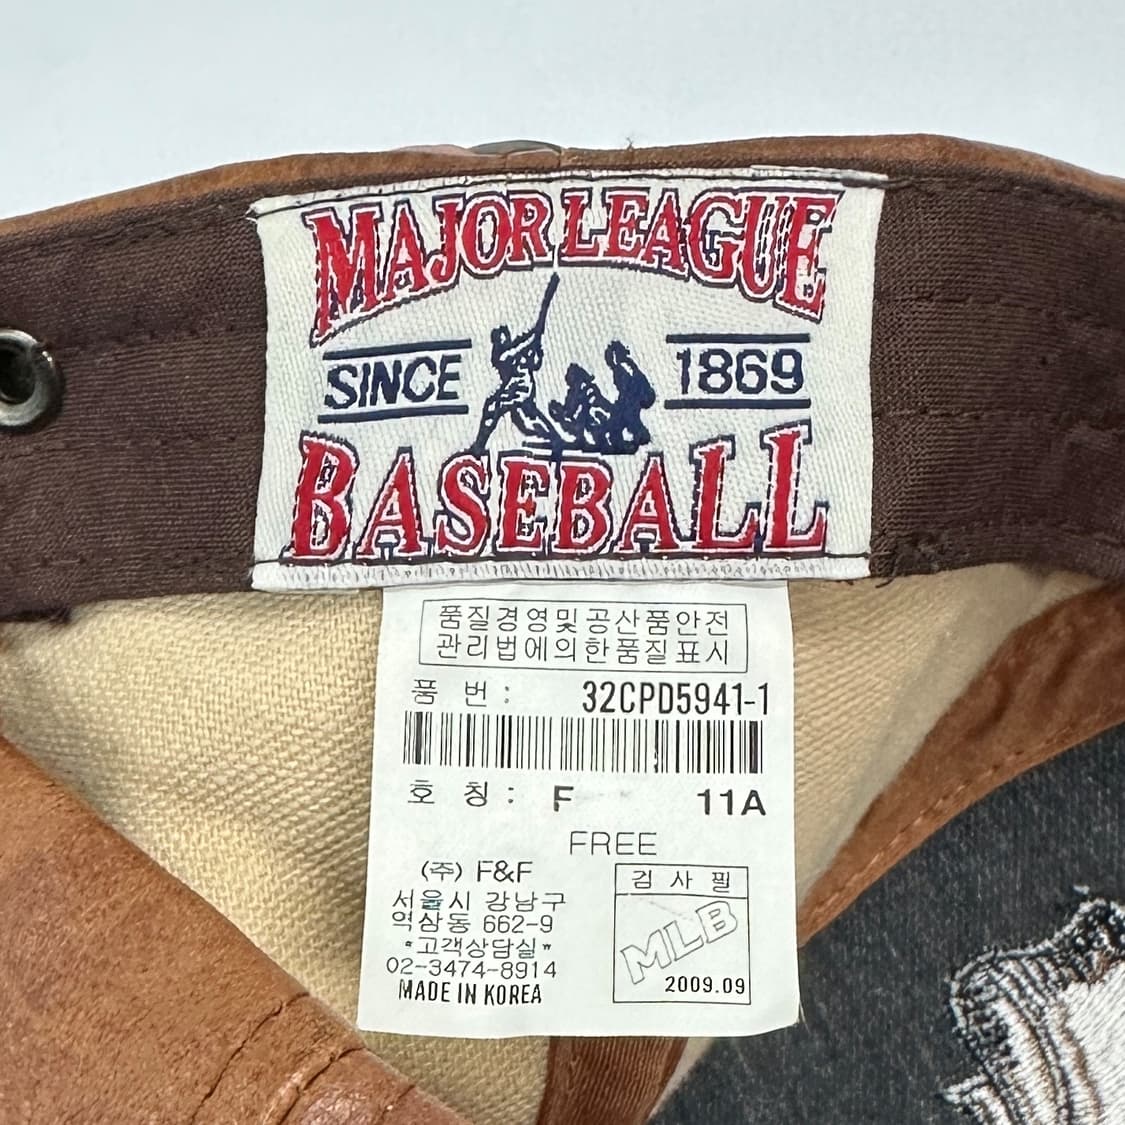 MAJOR LEAGUE
SINCE 1869
BASEBALL
품질경영및공산품안전
관리법에의한품질표시
품 번 : 32CPD5941-1
호 칭 : F 11A
FREE
(주) F&F
서울시 강남구
역삼동 662-9
"고객상담실"
02-3474-8914
MADE IN KOREA
검 사 필
MLB
2009.09